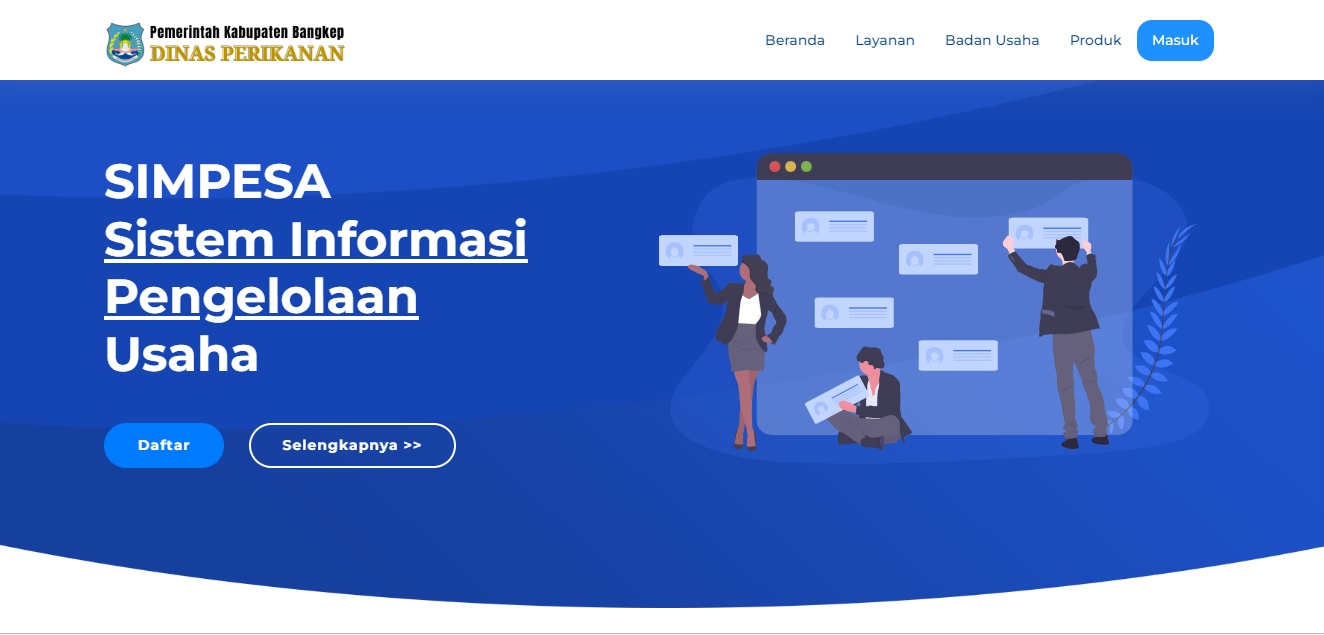 Pemerintah Kabupaten Bangkep
DINAS PERIKANAN
Beranda Layanan Badan Usaha Produk Masuk
SIMPESA
Sistem Informasi
Pengelolaan
Usaha
Daftar Selengkapnya >>